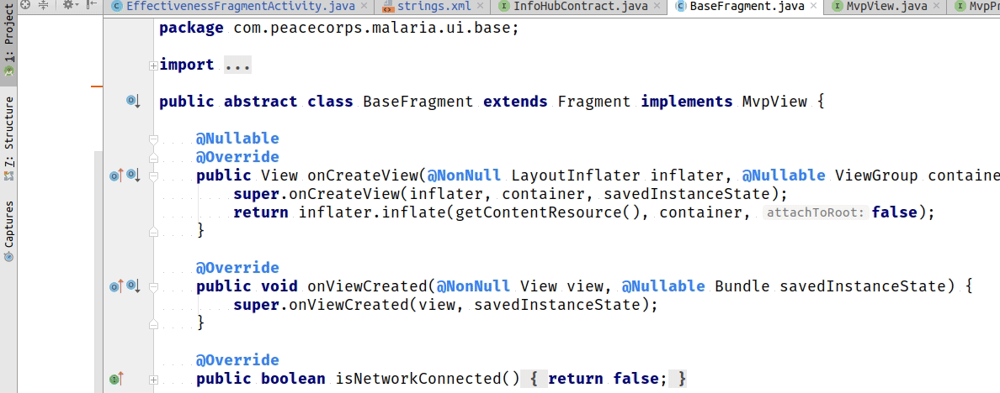 EffectivenessFragmentActivity.java strings.xml InfoHubContract.java BaseFragment.java MvpView.java MvpPr
1: Project
7: Structure
Captures
package com.peacecorps.malaria.ui.base;
import ...
public abstract class BaseFragment extends Fragment implements MvpView {
@Nullable
@Override
public View onCreateView(@NonNull LayoutInflater inflater, @Nullable ViewGroup containe
super.onCreateView(inflater, container, savedInstanceState);
return inflater.inflate(getContentResource(), container, attachToRoot: false);
}
@Override
public void onViewCreated(@NonNull View view, @Nullable Bundle savedInstanceState) {
super.onViewCreated(view, savedInstanceState);
}
@Override
public boolean isNetworkConnected() { return false; }